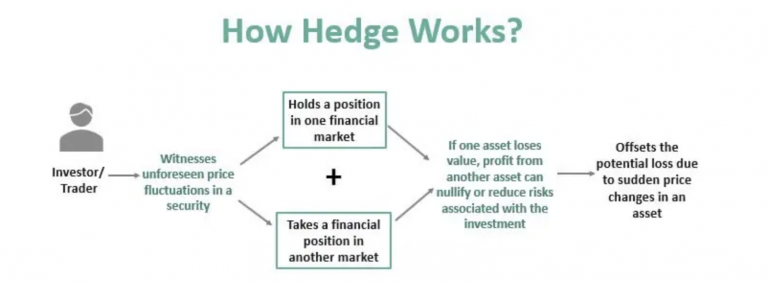 How Hedge Works?
Investor/
Trader
Witnesses
unforeseen price
fluctuations in a
security
Holds a position
in one financial
market
+
Takes a financial
position in
another market
If one asset loses
value, profit from
another asset can
nullify or reduce risks
associated with the
investment
Offsets the
potential loss due
to sudden price
changes in an
asset